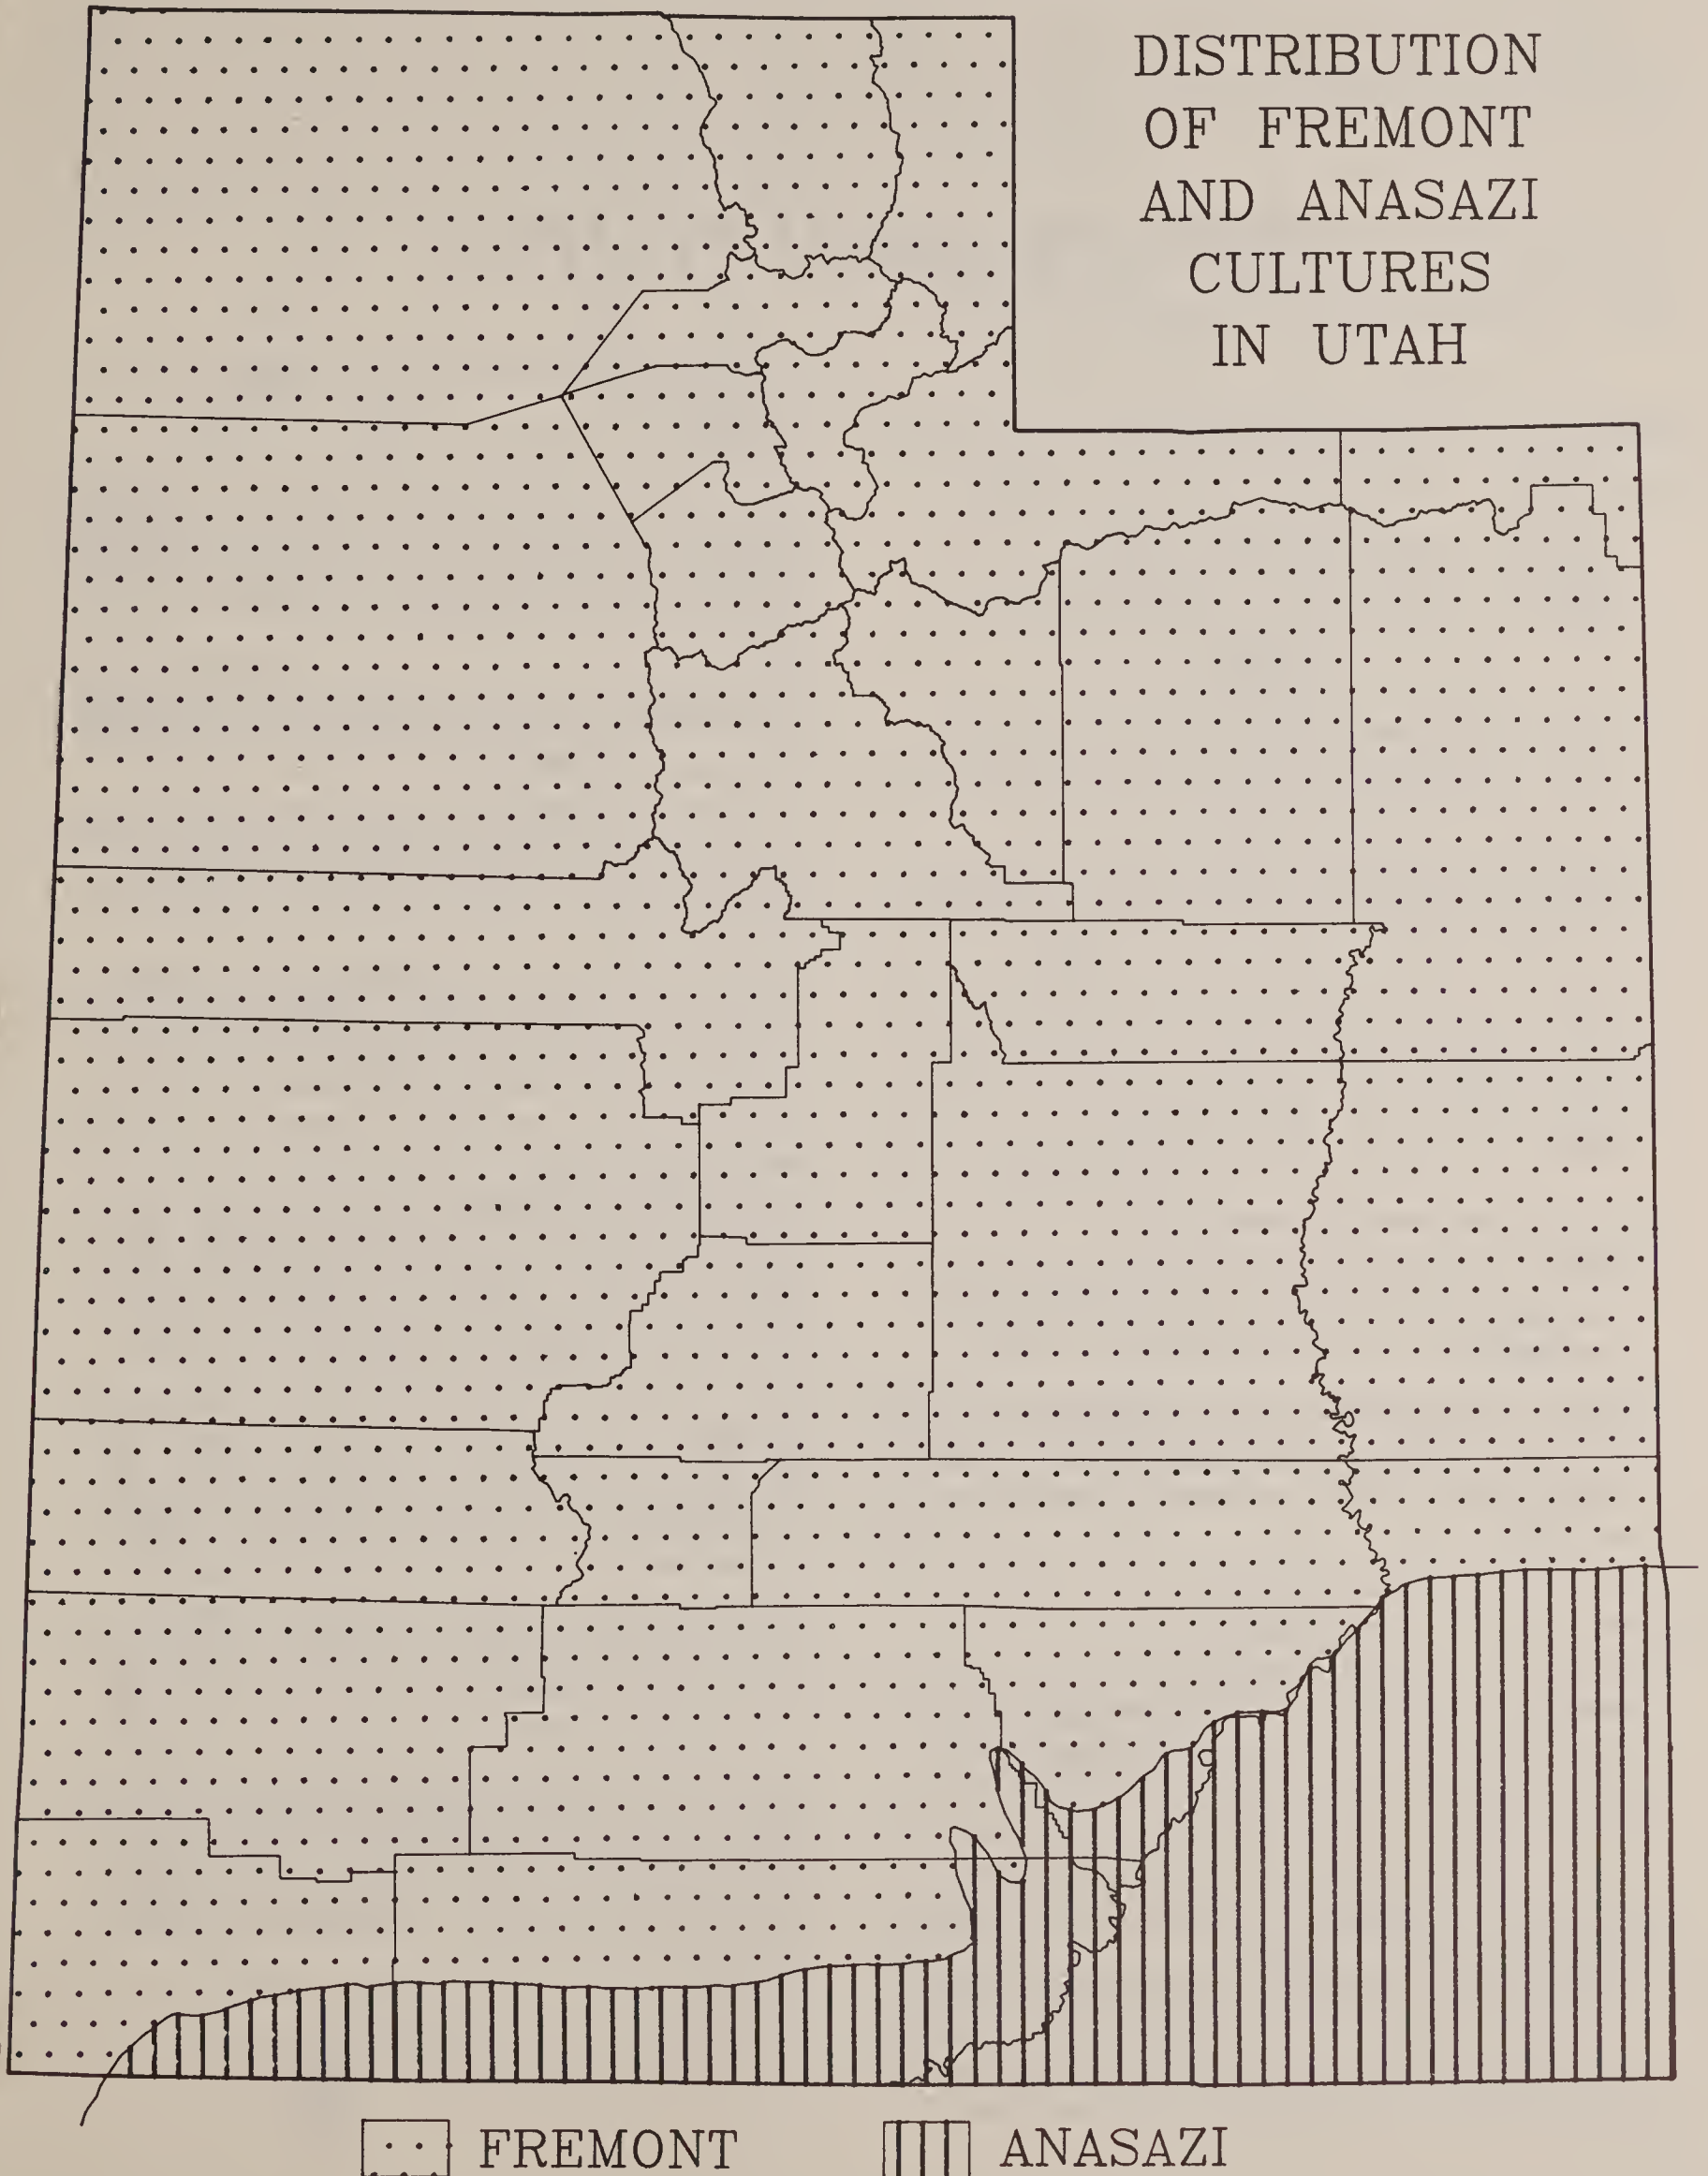 DISTRIBUTION
OF FREMONT
AND ANASAZI
CULTURES
IN UTAH
FREMONT
ANASAZI